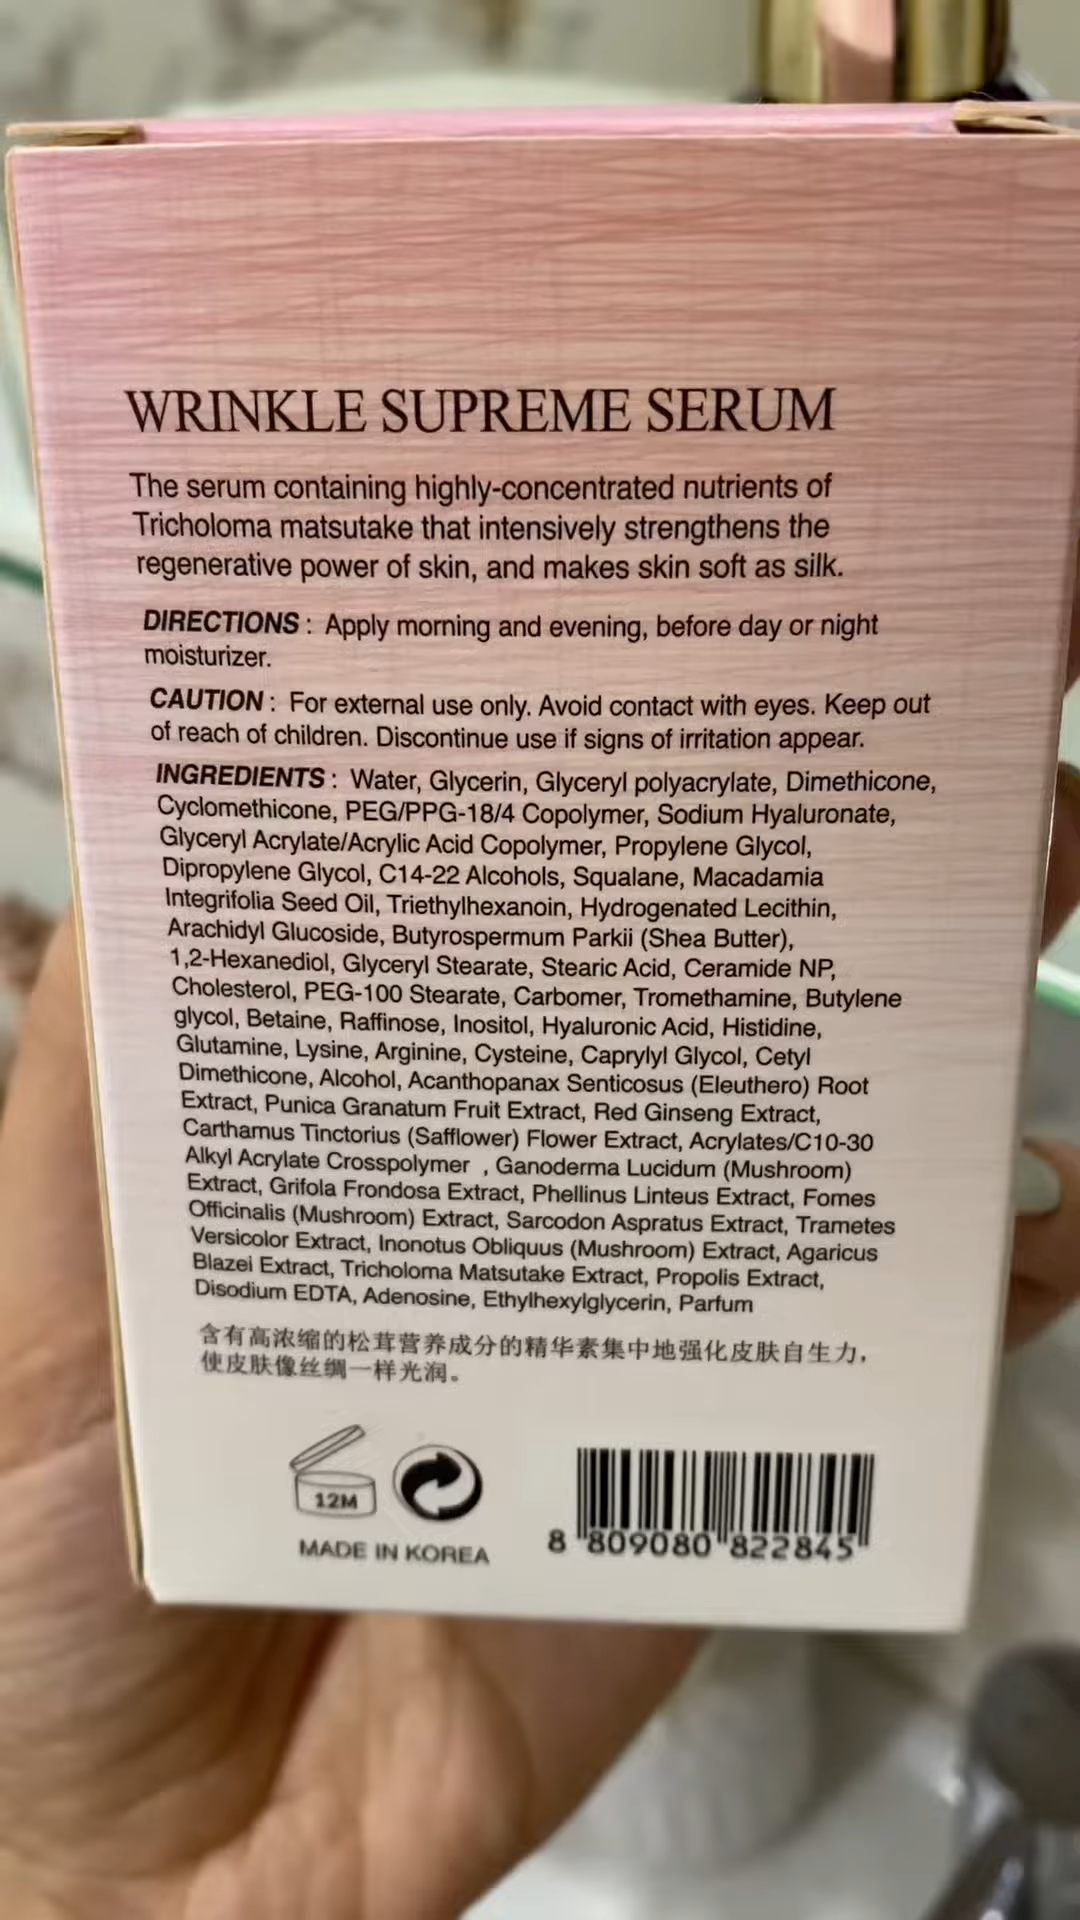 WRINKLE SUPREME SERUM
The serum containing highly-concentrated nutrients of
Tricholoma matsutake that intensively strengthens the
regenerative power of skin, and makes skin soft as silk.
DIRECTIONS : Apply morning and evening, before day or night
moisturizer.
CAUTION : For external use only. Avoid contact with eyes. Keep out
of reach of children. Discontinue use if signs of irritation appear.
INGREDIENTS : Water, Glycerin, Glyceryl polyacrylate, Dimethicone,
Cyclomethicone, PEG/PPG-18/4 Copolymer, Sodium Hyaluronate,
Glyceryl Acrylate/Acrylic Acid Copolymer, Propylene Glycol,
Dipropylene Glycol, C14-22 Alcohols, Squalane, Macadamia
Integrifolia Seed Oil, Triethylhexanoin, Hydrogenated Lecithin,
Arachidyl Glucoside, Butyrospermum Parkii (Shea Butter),
1,2-Hexanediol, Glyceryl Stearate, Stearic Acid, Ceramide NP,
Cholesterol, PEG-100 Stearate, Carbomer, Tromethamine, Butylene
glycol, Betaine, Raffinose, Inositol, Hyaluronic Acid, Histidine,
Glutamine, Lysine, Arginine, Cysteine, Caprylyl Glycol, Cetyl
Dimethicone, Alcohol, Acanthopanax Senticosus (Eleuthero) Root
Extract, Punica Granatum Fruit Extract, Red Ginseng Extract,
Carthamus Tinctorius (Safflower) Flower Extract, Acrylates/C10-30
Alkyl Acrylate Crosspolymer , Ganoderma Lucidum (Mushroom)
Extract, Grifola Frondosa Extract, Phellinus Linteus Extract, Fomes
Officinalis (Mushroom) Extract, Sarcodon Aspratus Extract, Trametes
Versicolor Extract, Inonotus Obliquus (Mushroom) Extract, Agaricus
Blazei Extract, Tricholoma Matsutake Extract, Propolis Extract,
Disodium EDTA, Adenosine, Ethylhexylglycerin, Parfum
含有高浓缩的松茸营养成分的精华素集中地强化皮肤自生力，
使皮肤像丝绸一样光润。
12M
MADE IN KOREA
8 809080 822845